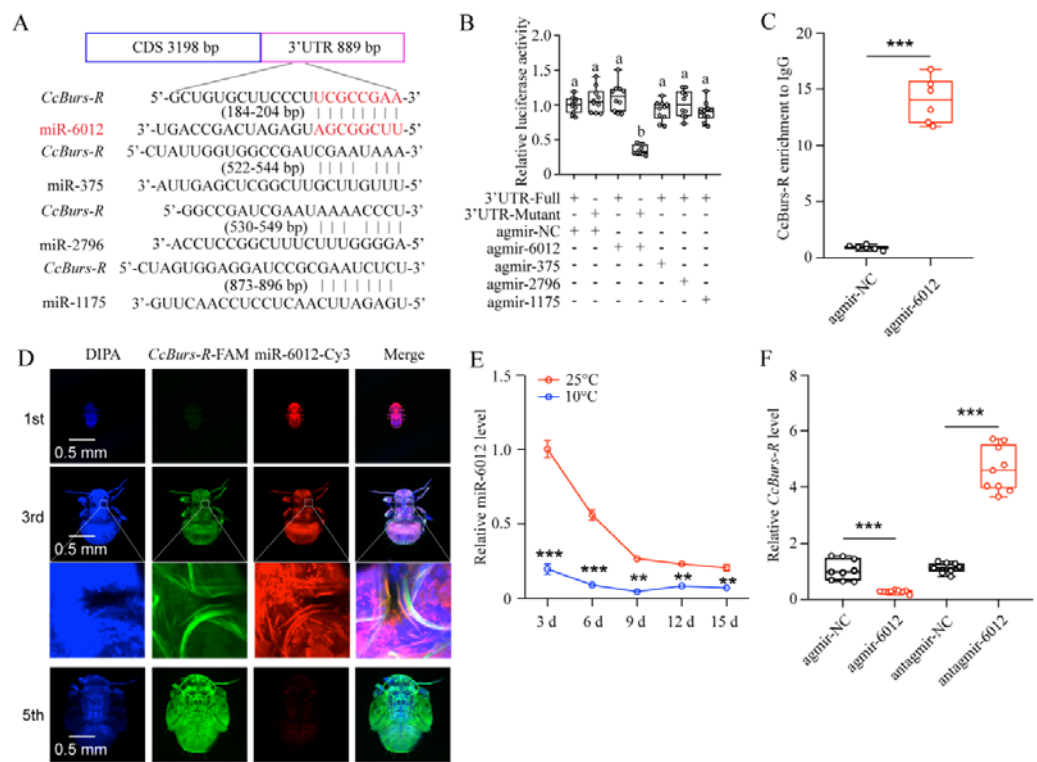 A
CDS 3198 bp
3'UTR 889 bp
CcBurs-R
5'-GCUGUGCUUCCCUUCGCCGAA-3'
(184-204 bp)
miR-6012
3'-UGACCGACUAGAGUAGCGGCUU-5'
CcBurs-R
5'-CUAUUGGUGGCCGAUCGAAUAAA-3'
(522-544 bp)
miR-375
3'-AUUGAGCUCGGCUUGCUUGUUU-5'
CcBurs-R
5'-GGCCGAUCGAAUAAAACCCU-3'
(530-549 bp)
miR-2796
3'-ACCUCCGGCUUUCUUUGGGGA-5'
CcBurs-R
5'-CUAGUGGAGGAUCCGCGAAUCUCU-3'
(873-896 bp)
miR-1175
3'-GUUCAACCUCCUCAACUUAGAGU-5'
B
Relative luciferase activity
2.0
1.5
1.0
0.5
0.0
a a a b a a a
3'UTR-Full + - + - + + +
3'UTR-Mutant - + - + - - -
agmir-NC + + - - - - -
agmir-6012 - - + + - - -
agmir-375 - - - - + - -
agmir-2796 - - - - - + -
agmir-1175 - - - - - - +
C
CcBurs-R enrichment to IgG
20
15
10
5
0
***
agmir-NC
agmir-6012
D
DIPA CcBurs-R-FAM miR-6012-Cy3 Merge
1st
0.5 mm
3rd
0.5 mm
5th
0.5 mm
E
Relative miR-6012 level
25°C
10°C
1.5
1.0
0.5
0
*** *** ** ** **
3 d 6 d 9 d 12 d 15 d
F
Relative CcBurs-R level
8
6
4
2
0
***
***
agmir-NC
agmir-6012
antagmir-NC
antagmir-6012